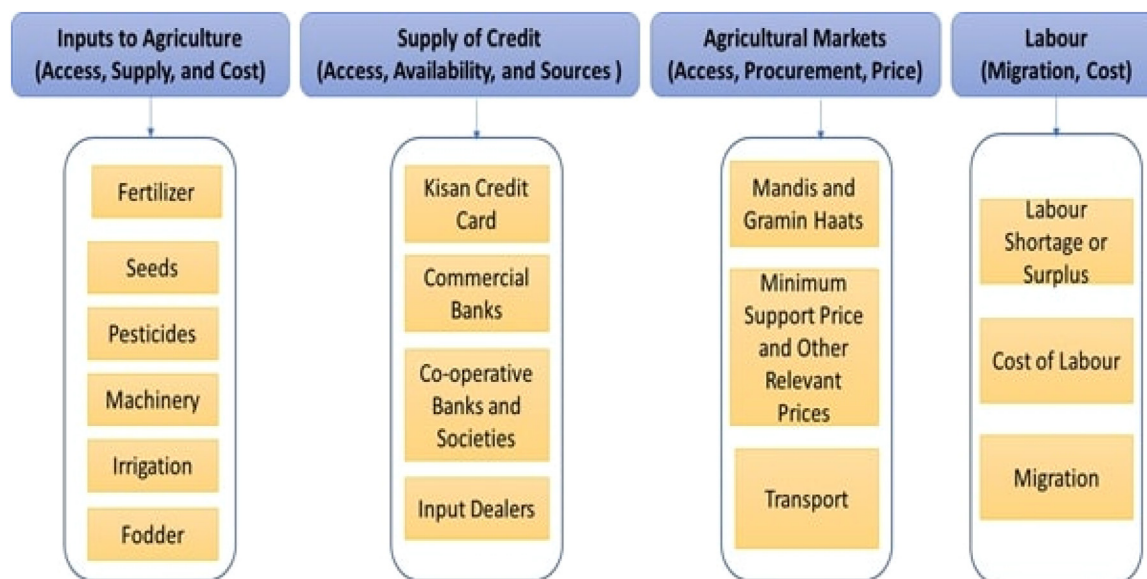 Inputs to Agriculture
(Access, Supply, and Cost)
Fertilizer
Seeds
Pesticides
Machinery
Irrigation
Fodder
Supply of Credit
(Access, Availability, and Sources )
Kisan Credit
Card
Commercial
Banks
Co-operative
Banks and
Societies
Input Dealers
Agricultural Markets
(Access, Procurement, Price)
Mandis and
Gramin Haats
Minimum
Support Price
and Other
Relevant
Prices
Transport
Labour
(Migration, Cost)
Labour
Shortage or
Surplus
Cost of Labour
Migration